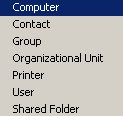 Computer
Contact
Group
Organizational Unit
Printer
User
Shared Folder